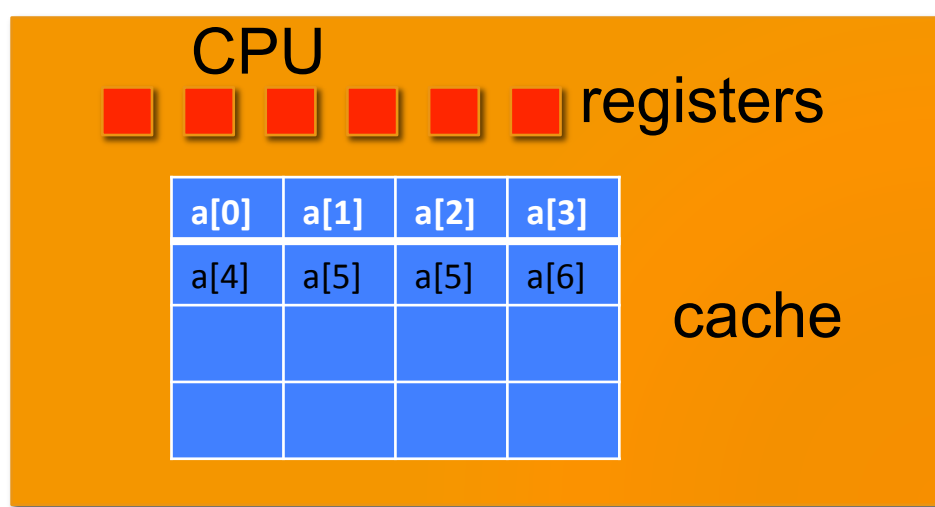 CPU
registers
a[0] a[1] a[2] a[3]
a[4] a[5] a[5] a[6]
cache